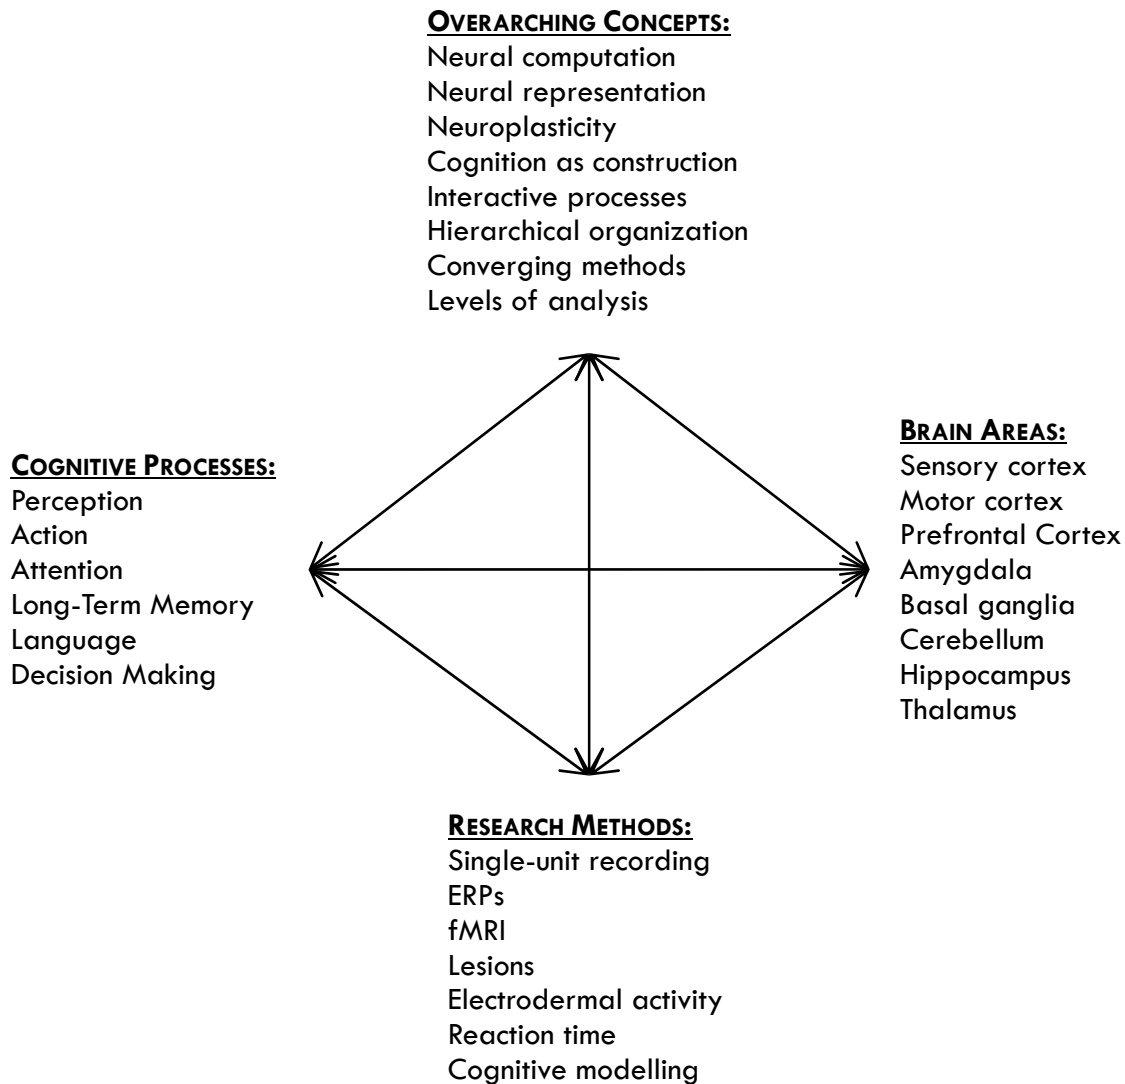 OVERARCHING CONCEPTS:
Neural computation
Neural representation
Neuroplasticity
Cognition as construction
Interactive processes
Hierarchical organization
Converging methods
Levels of analysis
COGNITIVE PROCESSES:
Perception
Action
Attention
Long-Term Memory
Language
Decision Making
BRAIN AREAS:
Sensory cortex
Motor cortex
Prefrontal Cortex
Amygdala
Basal ganglia
Cerebellum
Hippocampus
Thalamus
RESEARCH METHODS:
Single-unit recording
ERPs
fMRI
Lesions
Electrodermal activity
Reaction time
Cognitive modelling